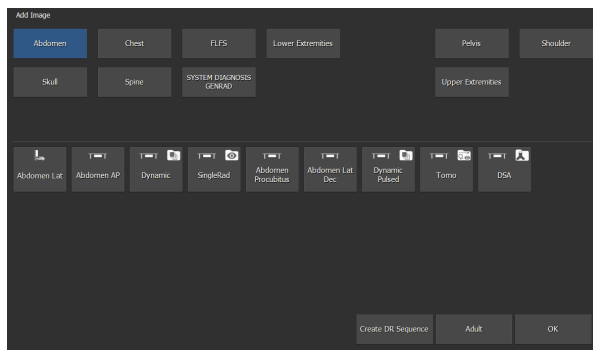 Add Image
Abdomen
Chest
FLFS
Lower Extremities
Pelvis
Shoulder
Skull
Spine
SYSTEM DIAGNOSIS
GENRAD
Upper Extremities
Abdomen Lat
Abdomen AP
Dynamic
SingleRad
Abdomen
Procubitus
Abdomen Lat
Dec
Dynamic
Pulsed
Tomo
DSA
Create DR Sequence
Adult
OK